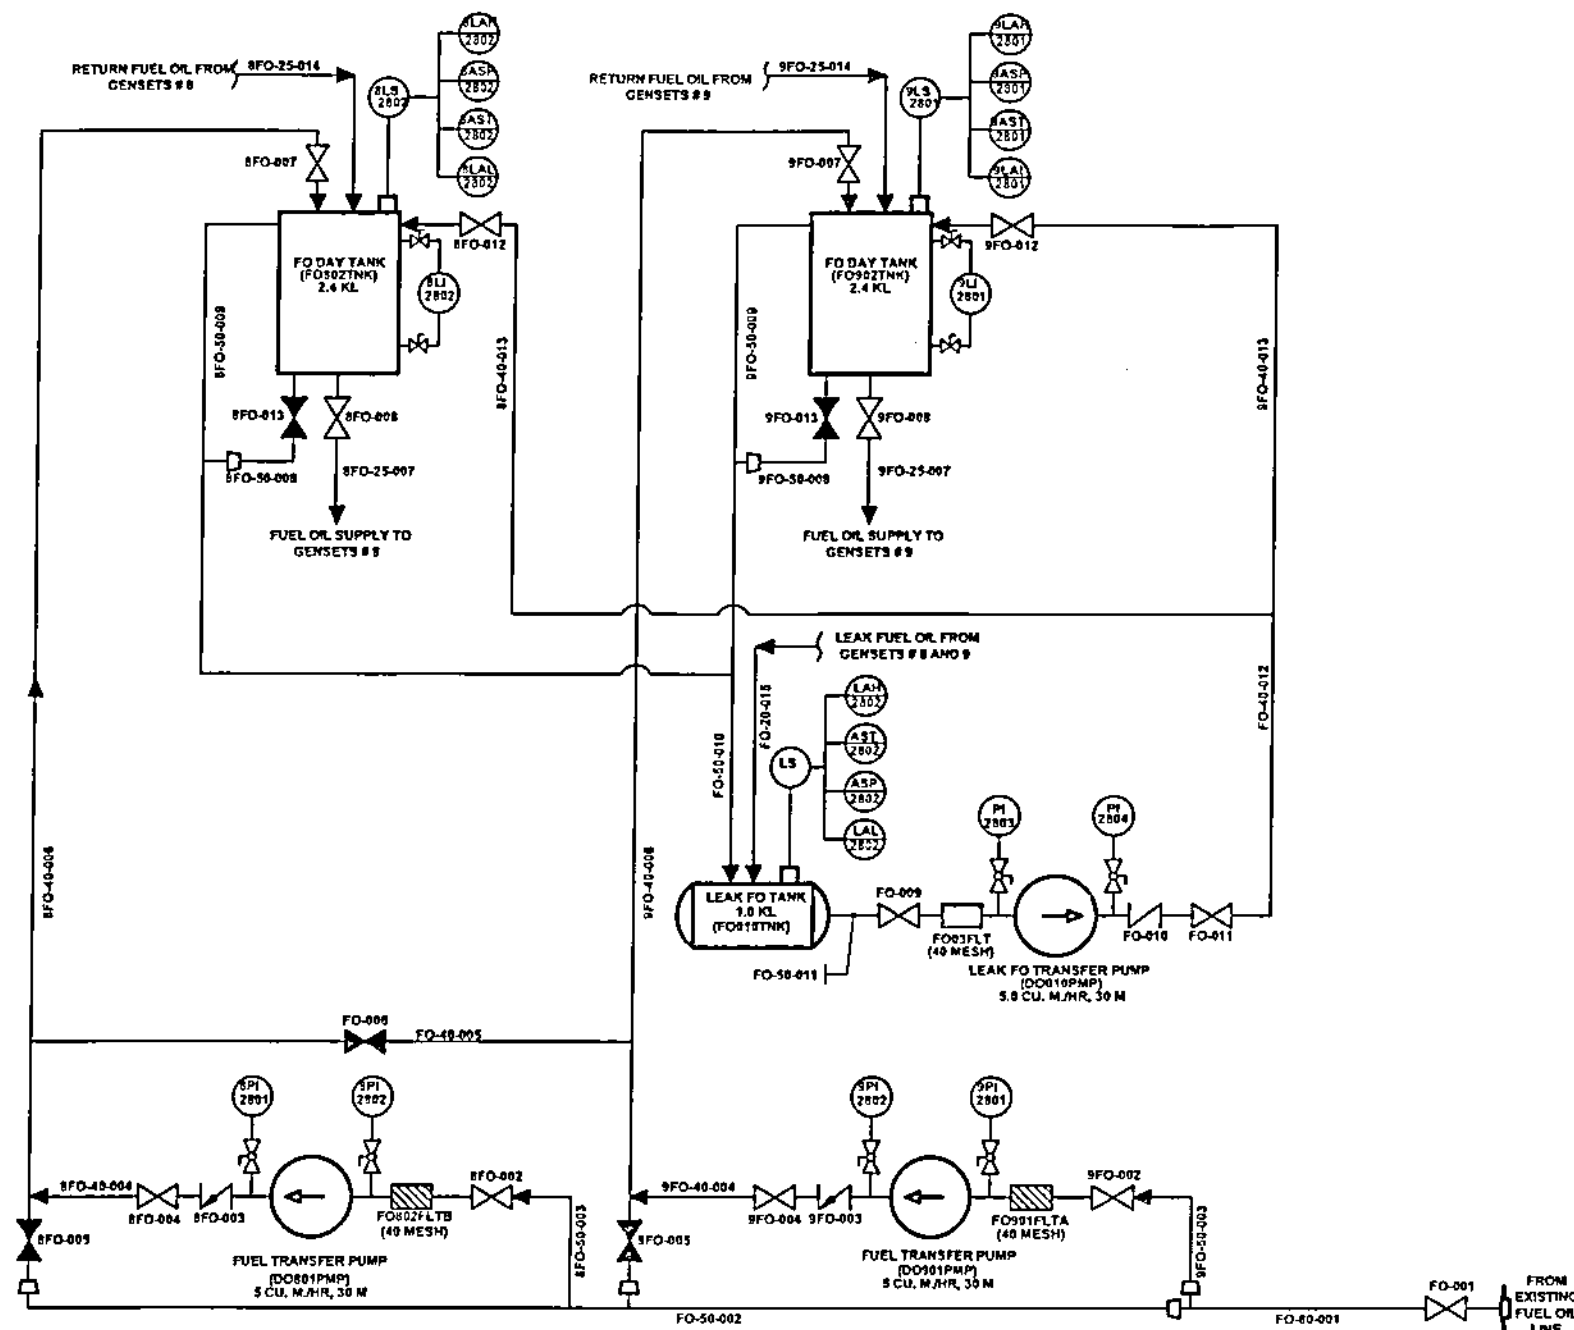 8LAH
2802
8ASP
2802
8AST
2802
8LAL
2802
8LS
2802
RETURN FUEL OIL FROM
GENSETS # 8
8FO-25-014
8FO-007
FO DAY TANK
(FO802TNK)
2.4 KL
8FO-012
8LI
2802
8FO-50-009
8FO-40-013
8FO-013
8FO-008
8FO-50-008
8FO-25-007
FUEL OIL SUPPLY TO
GENSETS # 8
9LAH
2801
9ASP
2801
9AST
2801
9LAL
2801
9LS
2801
RETURN FUEL OIL FROM
GENSETS # 9
9FO-25-014
9FO-007
FO DAY TANK
(FO902TNK)
2.4 KL
9FO-012
9LI
2801
9FO-50-009
9FO-40-013
9FO-013
9FO-008
9FO-50-008
9FO-25-007
FUEL OIL SUPPLY TO
GENSETS # 9
LEAK FUEL OIL FROM
GENSETS # 8 AND 9
FO-50-010
FO-20-015
FO-40-012
LAH
2802
AST
2802
ASP
2802
LAL
2802
LS
LEAK FO TANK
1.0 KL
(FO010TNK)
FO-50-011
FO-009
FO03FLT
(40 MESH)
PI
2803
PI
2804
LEAK FO TRANSFER PUMP
(DO010PMP)
5.0 CU. M./HR, 30 M
FO-010
FO-011
8FO-40-006
9FO-40-006
FO-006
FO-40-005
8PI
2801
9PI
2802
8FO-40-004
8FO-004
8FO-003
FO802FLTB
(40 MESH)
8FO-002
8FO-005
FUEL TRANSFER PUMP
(DO801PMP)
5 CU. M./HR, 30 M
8FO-50-003
9PI
2802
9PI
2801
9FO-40-004
9FO-004
9FO-003
FO901FLTA
(40 MESH)
9FO-002
9FO-005
FUEL TRANSFER PUMP
(DO901PMP)
5 CU. M./HR, 30 M
9FO-50-003
FO-50-002
FO-80-001
FO-001
FROM
EXISTING
FUEL OIL
LINE